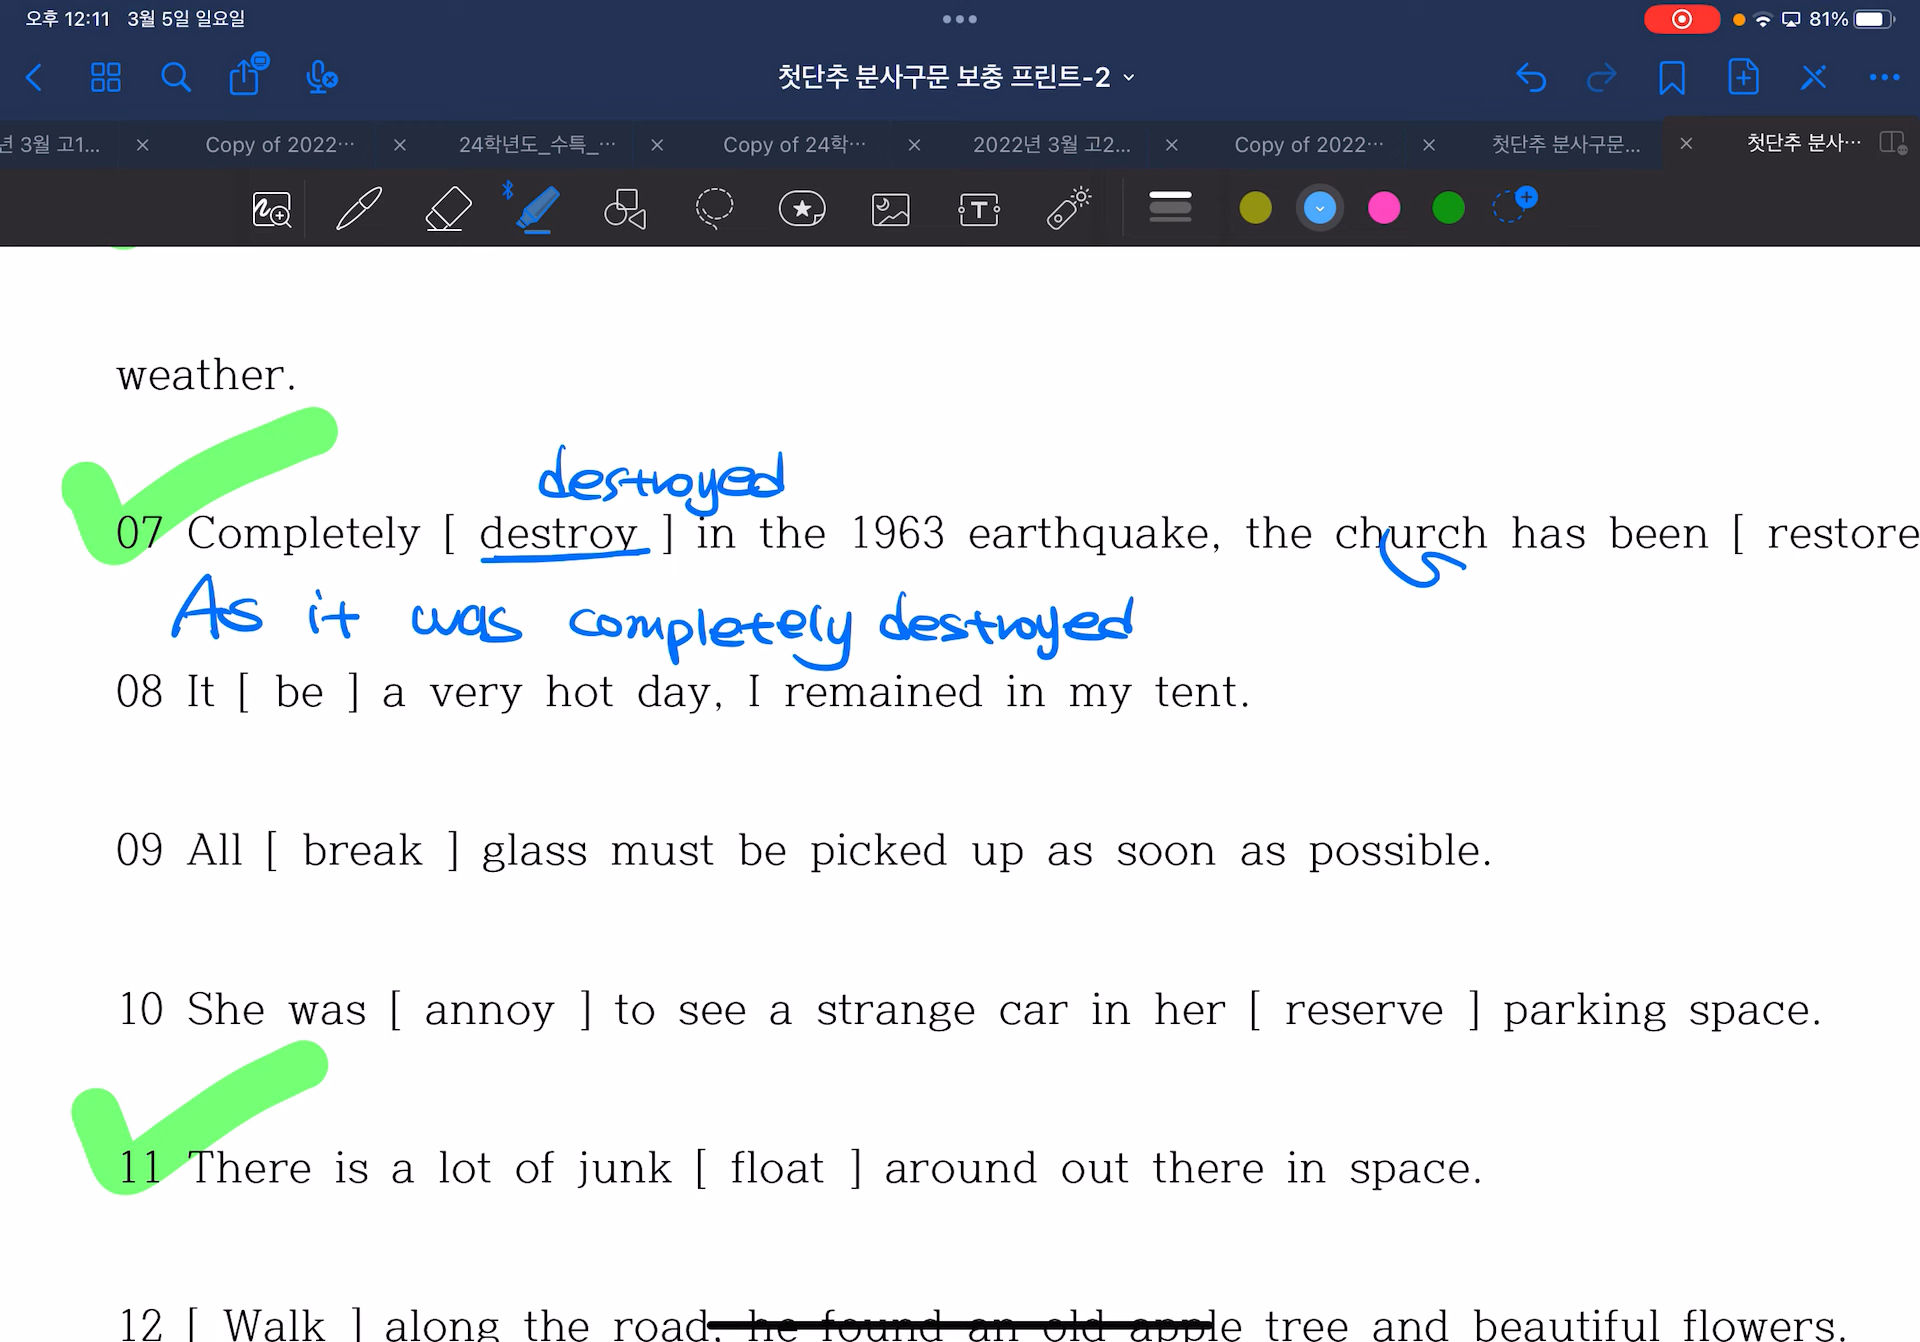 오후 12:11 3월 5일 일요일
81%
첫단추 분사구문 보충 프린트-2
년 3월 고1...
Copy of 2022...
24학년도_수특_...
Copy of 24학...
2022년 3월 고2...
Copy of 2022...
첫단추 분사구문...
첫단추 분사...
weather.
destroyed
07 Completely [ destroy ] in the 1963 earthquake, the church has been [ restore
As it was completely destroyed
08 It [ be ] a very hot day, I remained in my tent.
09 All [ break ] glass must be picked up as soon as possible.
10 She was [ annoy ] to see a strange car in her [ reserve ] parking space.
11 There is a lot of junk [ float ] around out there in space.
12 [ Walk ] along the road, he found an old apple tree and beautiful flowers.